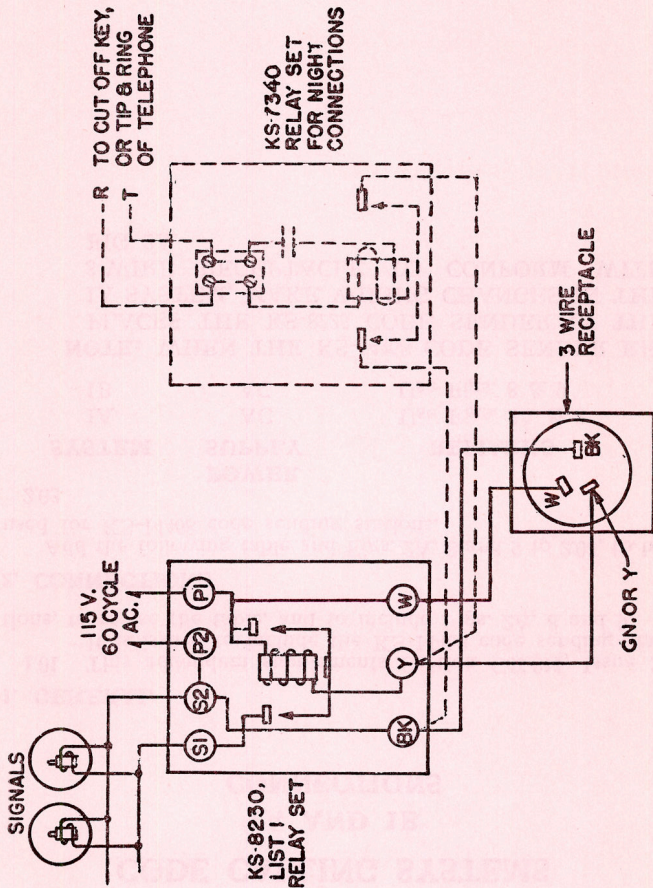 SIGNALS
115 V.
60 CYCLE
AC.
R TO CUT OFF KEY,
OR TIP & RING
T OF TELEPHONE
S1 S2 P2 P1
KS-8230,
LIST 1
RELAY SET
KS-7340
RELAY SET
FOR NIGHT
CONNECTIONS
BK Y W
W
BK
3 WIRE
RECEPTACLE
GN. OR Y